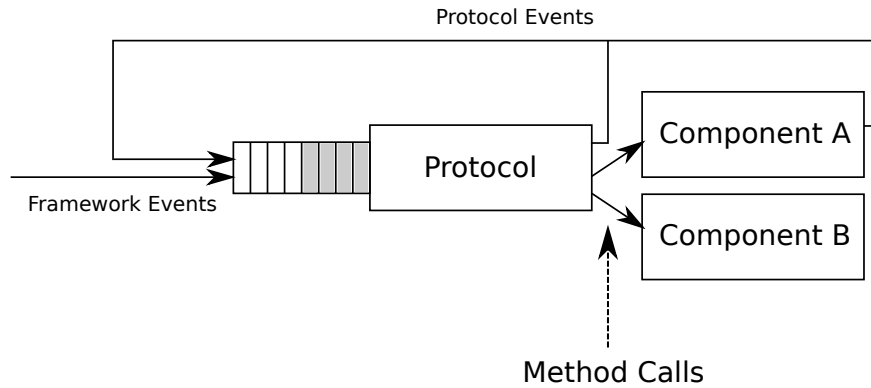 Protocol Events
Component A
Protocol
Framework Events
Component B
Method Calls